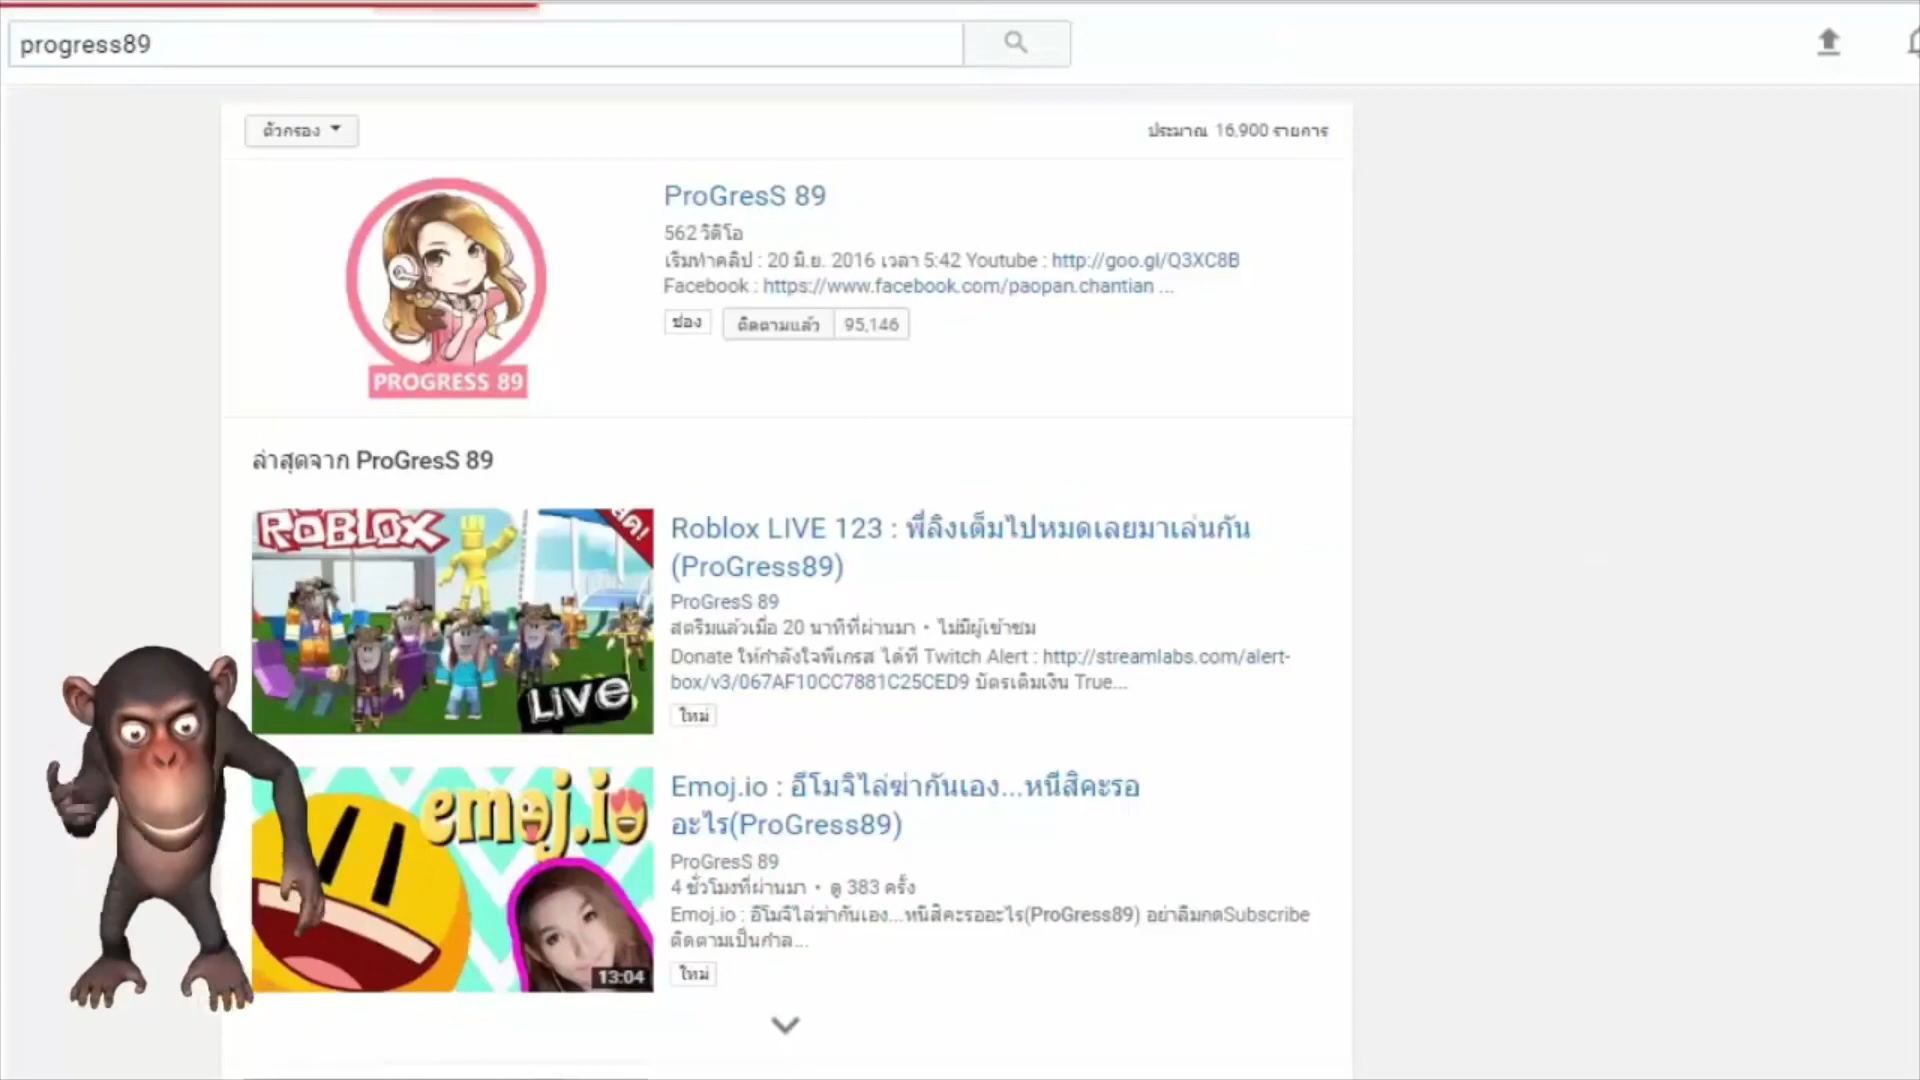 progress89
ตัวกรอง
ประมาณ 16,900 รายการ
ProGresS 89
562 วิดีโอ
เริ่มทำคลิป : 20 มิ.ย. 2016 เวลา 5:42 Youtube : http://goo.gl/Q3XC8B
Facebook : https://www.facebook.com/paopan.chantian ...
ช่อง
ติดตามแล้ว 95,146
PROGRESS 89
ล่าสุดจาก ProGresS 89
ROBLOX
สด!
LIVE
Roblox LIVE 123 : พี่ลิงเต็มไปหมดเลยมาเล่นกัน
(ProGress89)
ProGresS 89
สตรีมแล้วเมื่อ 20 นาทีที่ผ่านมา • ไม่มีผู้เข้าชม
Donate ให้กำลังใจพี่เกรส ได้ที่ Twitch Alert : http://streamlabs.com/alert-
box/v3/067AF10CC7881C25CED9 บัตรเติมเงิน True...
ใหม่
emoj.io
13:04
Emoj.io : อีโมจิไล่ฆ่ากันเอง...หนีสิคะรอ
อะไร(ProGress89)
ProGresS 89
4 ชั่วโมงที่ผ่านมา • ดู 383 ครั้ง
Emoj.io : อีโมจิไล่ฆ่ากันเอง...หนีสิคะรออะไร(ProGress89) อย่าลืมกดSubscribe
ติดตามเป็นกำล...
ใหม่